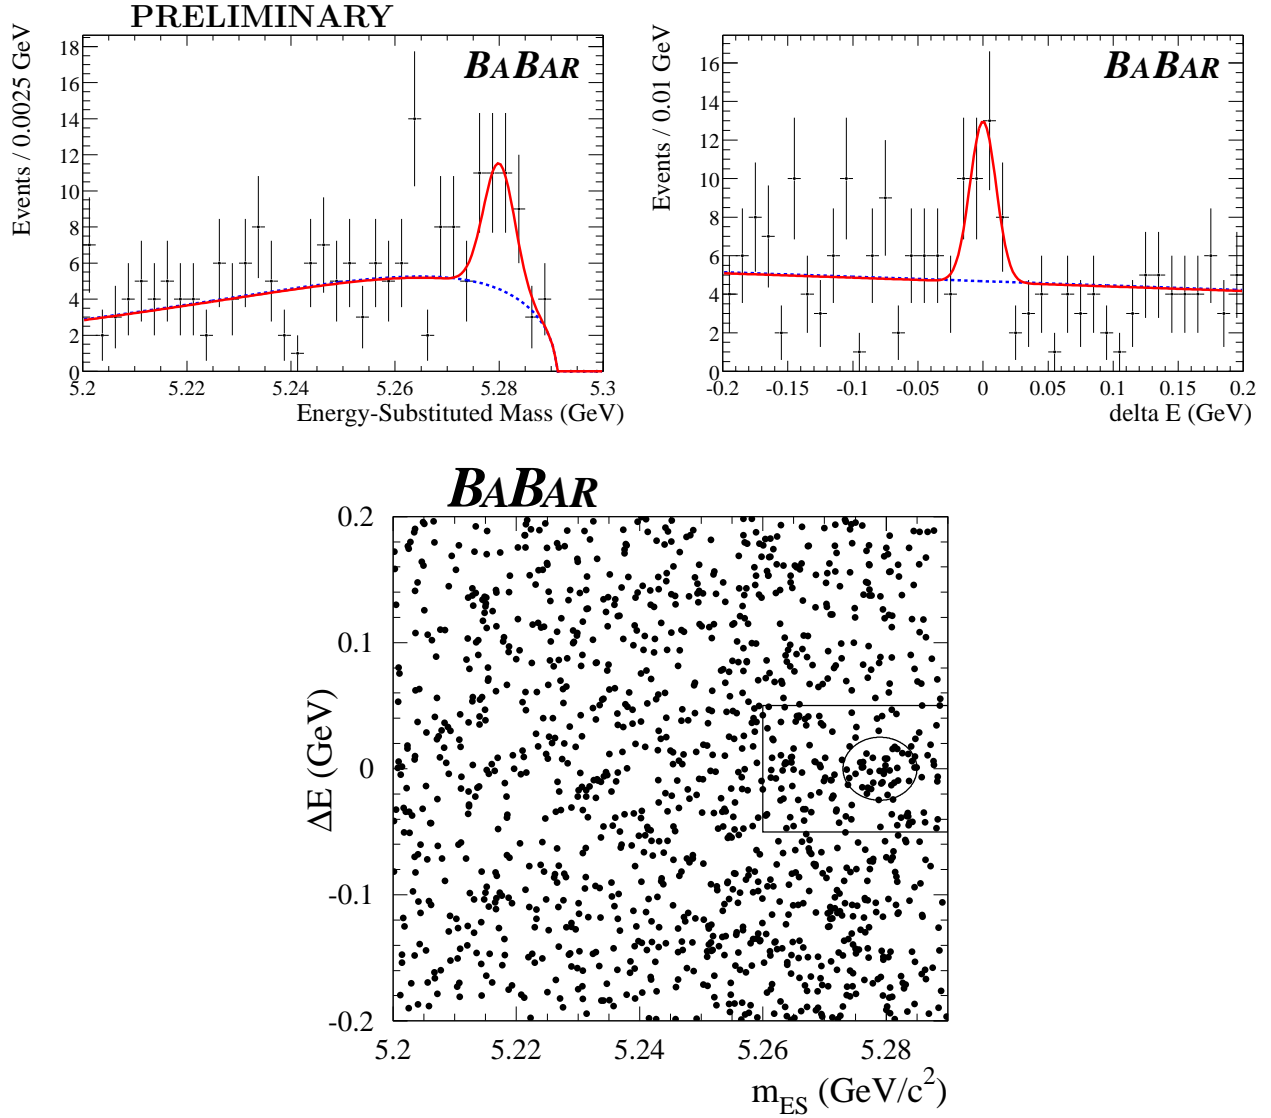 PRELIMINARY
BABAR
Events / 0.0025 GeV
18
16
14
12
10
8
6
4
2
0
5.2 5.22 5.24 5.26 5.28 5.3
Energy-Substituted Mass (GeV)
BABAR
Events / 0.01 GeV
16
14
12
10
8
6
4
2
0
-0.2 -0.15 -0.1 -0.05 0 0.05 0.1 0.15 0.2
delta E (GeV)
BABAR
ΔE (GeV)
0.2
0.1
0
-0.1
-0.2
5.2 5.22 5.24 5.26 5.28
mES (GeV/c2)